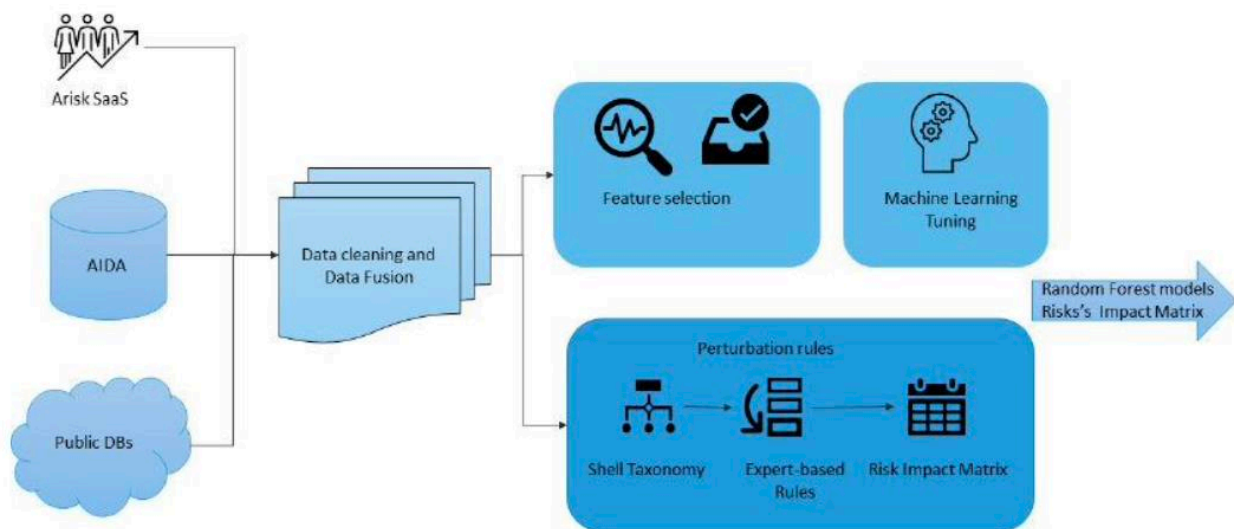 Arisk SaaS
AIDA
Public DBs
Data cleaning and
Data Fusion
Feature selection
Machine Learning
Tuning
Perturbation rules
Shell Taxonomy
Expert-based
Rules
Risk Impact Matrix
Random Forest models
Risks's Impact Matrix